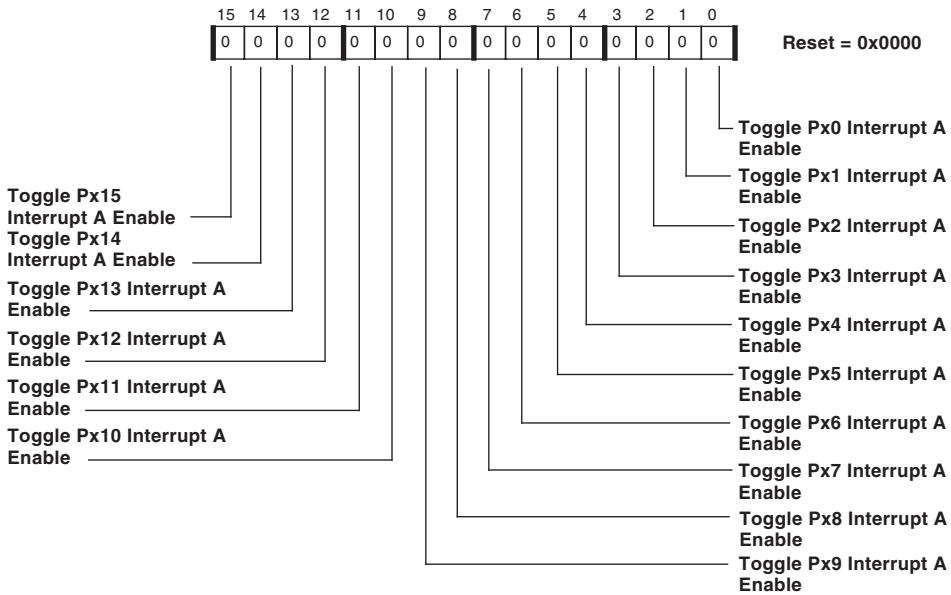 15 14 13 12 11 10 9 8 7 6 5 4 3 2 1 0
0 0 0 0 0 0 0 0 0 0 0 0 0 0 0 0
Reset = 0x0000
Toggle Px15
Interrupt A Enable
Toggle Px14
Interrupt A Enable
Toggle Px13 Interrupt A
Enable
Toggle Px12 Interrupt A
Enable
Toggle Px11 Interrupt A
Enable
Toggle Px10 Interrupt A
Enable
Toggle Px0 Interrupt A
Enable
Toggle Px1 Interrupt A
Enable
Toggle Px2 Interrupt A
Enable
Toggle Px3 Interrupt A
Enable
Toggle Px4 Interrupt A
Enable
Toggle Px5 Interrupt A
Enable
Toggle Px6 Interrupt A
Enable
Toggle Px7 Interrupt A
Enable
Toggle Px8 Interrupt A
Enable
Toggle Px9 Interrupt A
Enable